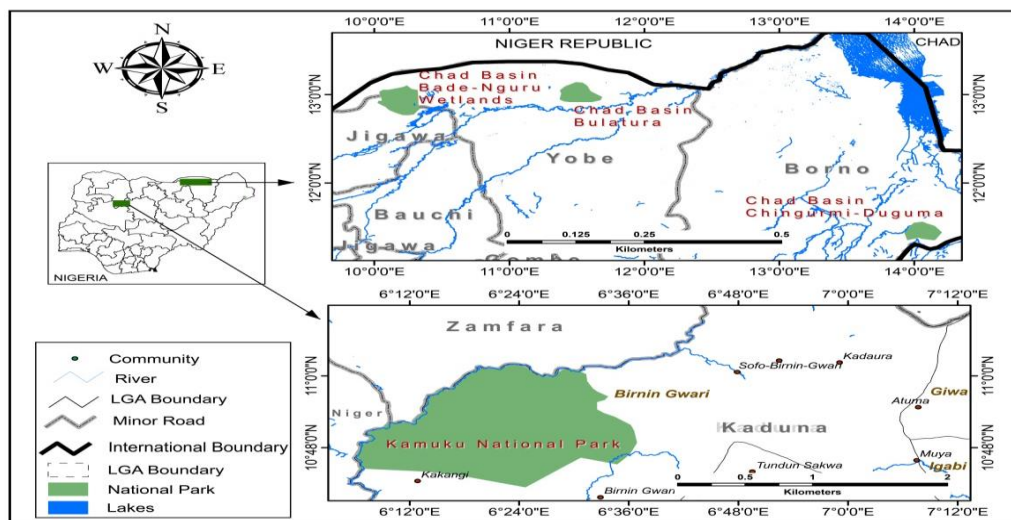 N
W
E
S
NIGERIA
Community
River
LGA Boundary
Minor Road
International Boundary
LGA Boundary
National Park
Lakes
10°0'0"E
11°0'0"E
12°0'0"E
13°0'0"E
14°0'0"E
NIGER REPUBLIC
CHAD
13°0'0"N
12°0'0"N
Chad Basin
Bade-Nguru
Wetlands
Chad Basin
Bulatura
Jigawa
Yobe
Borno
Bauchi
Jigawa
Gombe
Chad Basin
Chingurmi-Duguma
0
0.125
0.25
0.5
Kilometers
13°0'0"N
12°0'0"N
10°0'0"E
11°0'0"E
12°0'0"E
13°0'0"E
14°0'0"E
6°12'0"E
6°24'0"E
6°36'0"E
6°48'0"E
7°0'0"E
7°12'0"E
Zamfara
Sofo-Birnin-Gwari
Kadaura
11°0'0"N
10°48'0"N
Birnin Gwari
Giwa
Niger
Atuma
Kaduna
Kamuku National Park
Muya
Igabi
Kakangi
Tundun Sakwa
Birnin Gwari
0
0.5
1
2
Kilometers
11°0'0"N
10°48'0"N
6°12'0"E
6°24'0"E
6°36'0"E
6°48'0"E
7°0'0"E
7°12'0"E